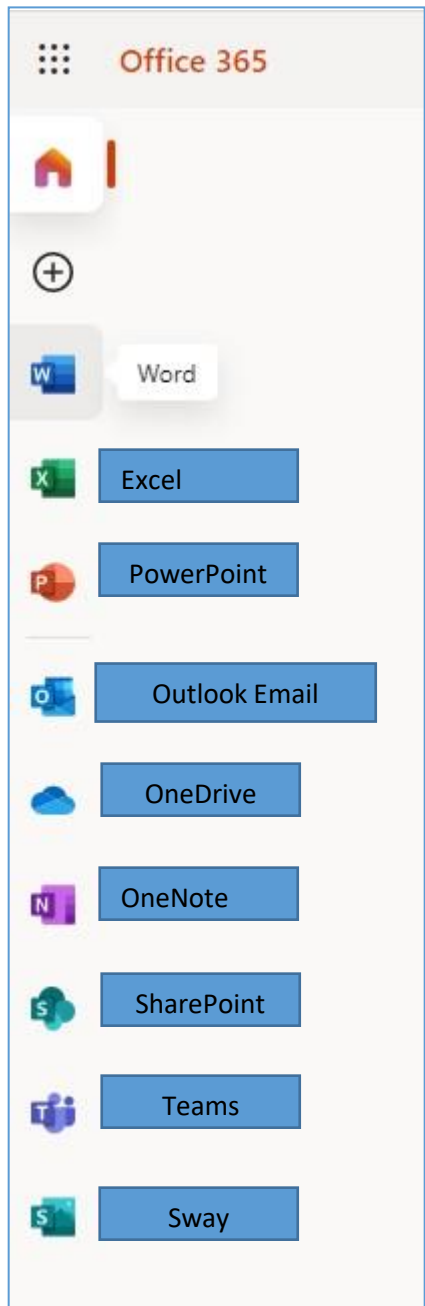 Office 365
W Word
X Excel
P PowerPoint
O Outlook Email
OneDrive
N OneNote
S SharePoint
T Teams
S Sway